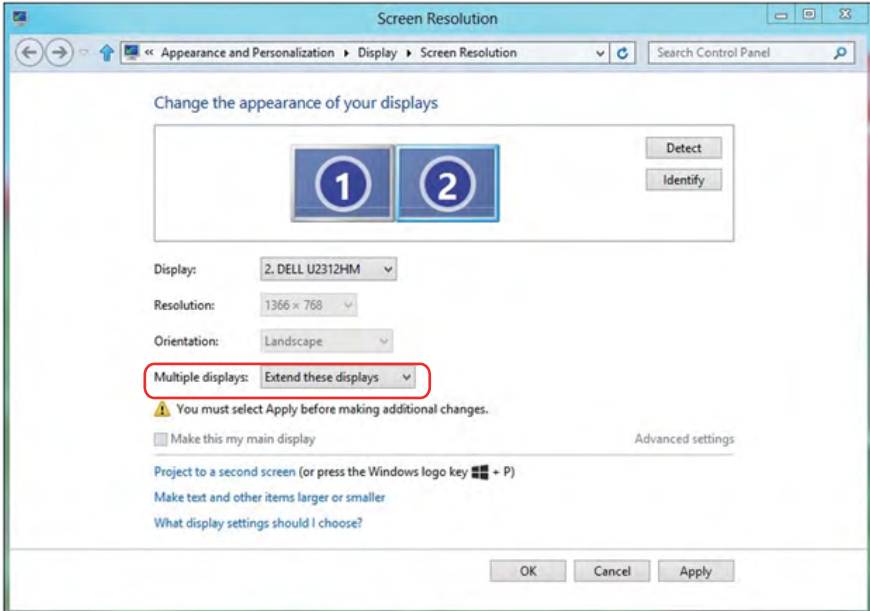 Screen Resolution
« Appearance and Personalization Display Screen Resolution Search Control Panel
Change the appearance of your displays
1 2
Detect
Identify
Display: 2. DELL U2312HM
Resolution: 1366 × 768
Orientation: Landscape
Multiple displays: Extend these displays
You must select Apply before making additional changes.
Make this my main display Advanced settings
Project to a second screen (or press the Windows logo key + P)
Make text and other items larger or smaller
What display settings should I choose?
OK Cancel Apply